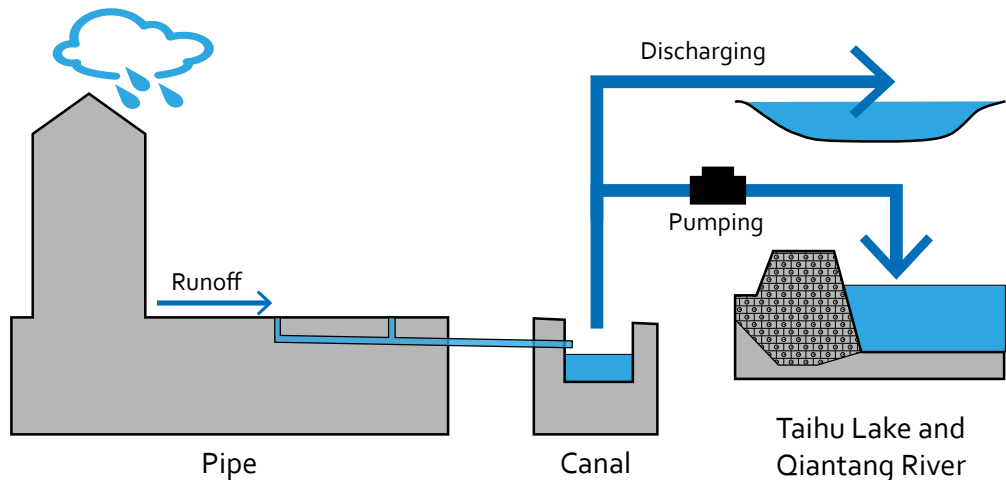 Discharging
Pumping
Runoff
Pipe
Canal
Taihu Lake and
Qiantang River